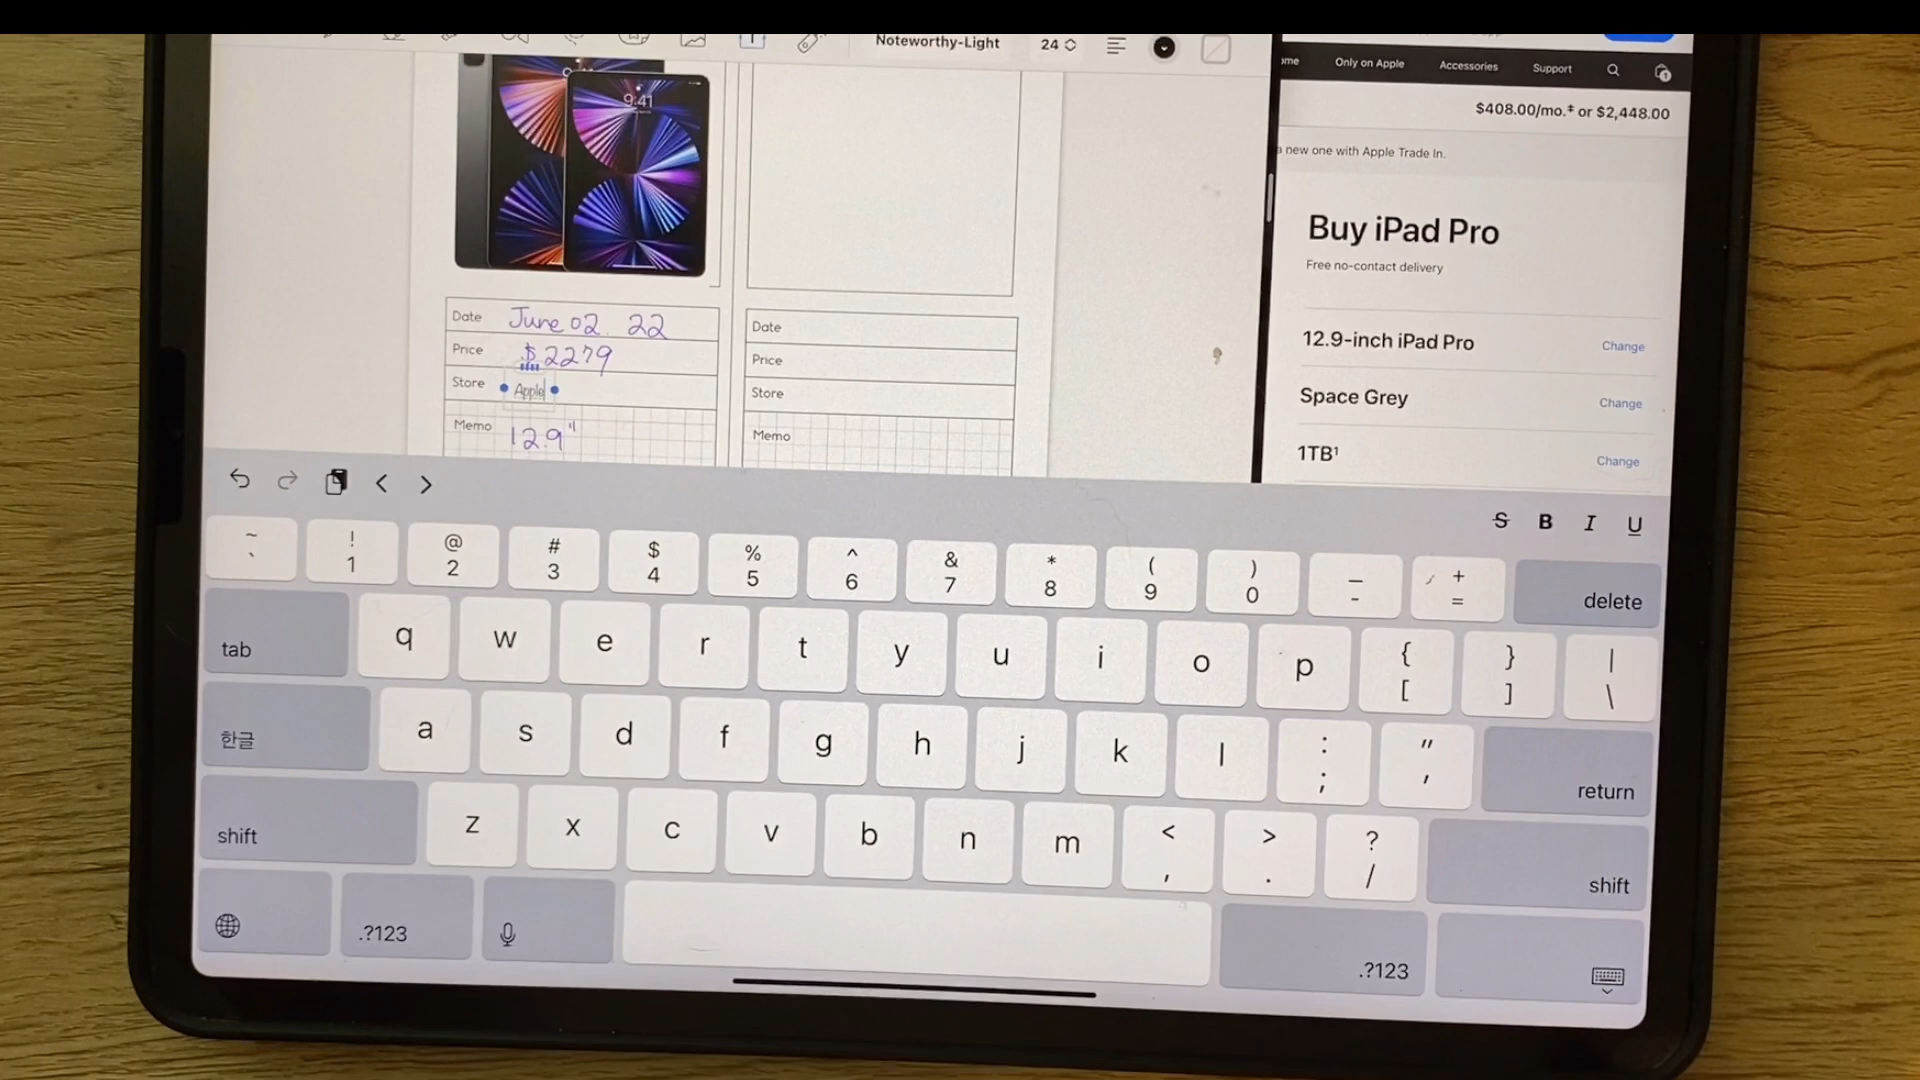 Noteworthy-Light 24
9:41
Date June 02. 22
Price $2279
Store Apple
Memo 12.9"
Date
Price
Store
Memo
Only on Apple Accessories Support
$408.00/mo.‡ or $2,448.00
new one with Apple Trade In.
Buy iPad Pro
Free no-contact delivery
12.9-inch iPad Pro Change
Space Grey Change
1TB¹ Change
S B I U
~ ! @ # $ % ^ & * ( ) _ +
` 1 2 3 4 5 6 7 8 9 0 - = delete
tab q w e r t y u i o p { [ } ] | \
한글 a s d f g h j k l : ; " ' return
shift z x c v b n m < , > . ? / shift
.?123 .?123